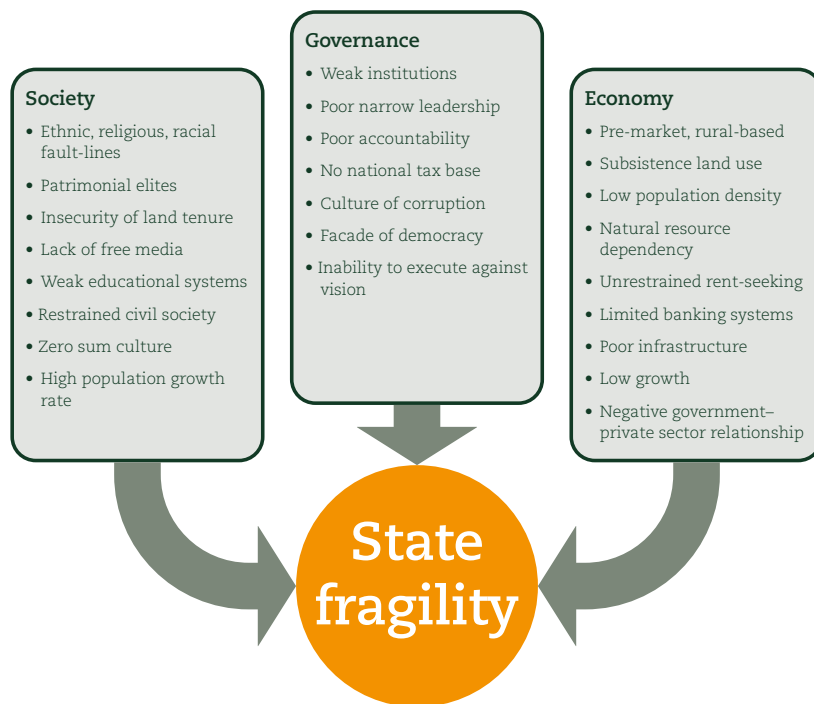 Society
• Ethnic, religious, racial
fault-lines
• Patrimonial elites
• Insecurity of land tenure
• Lack of free media
• Weak educational systems
• Restrained civil society
• Zero sum culture
• High population growth
rate
Governance
• Weak institutions
• Poor narrow leadership
• Poor accountability
• No national tax base
• Culture of corruption
• Facade of democracy
• Inability to execute against
vision
Economy
• Pre-market, rural-based
• Subsistence land use
• Low population density
• Natural resource
dependency
• Unrestrained rent-seeking
• Limited banking systems
• Poor infrastructure
• Low growth
• Negative government–
private sector relationship
State
fragility